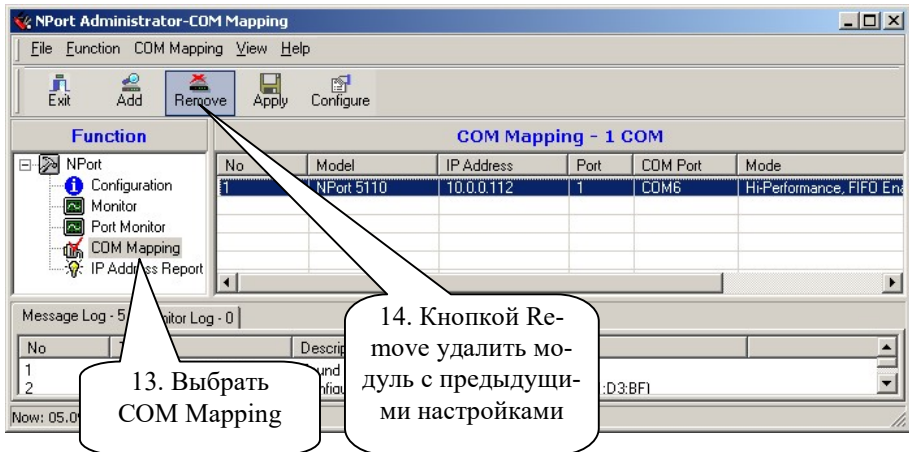 NPort Administrator-COM Mapping
File Function COM Mapping View Help
Exit Add Remove Apply Configure
Function
COM Mapping - 1 COM
NPort
Configuration
Monitor
Port Monitor
COM Mapping
IP Address Report
No Model IP Address Port COM Port Mode
1 NPort 5110 10.0.0.112 1 COM6 Hi-Performance, FIFO Ena
Message Log - 5
Log - 0
No
1
2
13. Выбрать
COM Mapping
14. Кнопкой Re-
move удалить мо-
дуль с предыдущи-
ми настройками
:D3:BF]
Now: 05.0